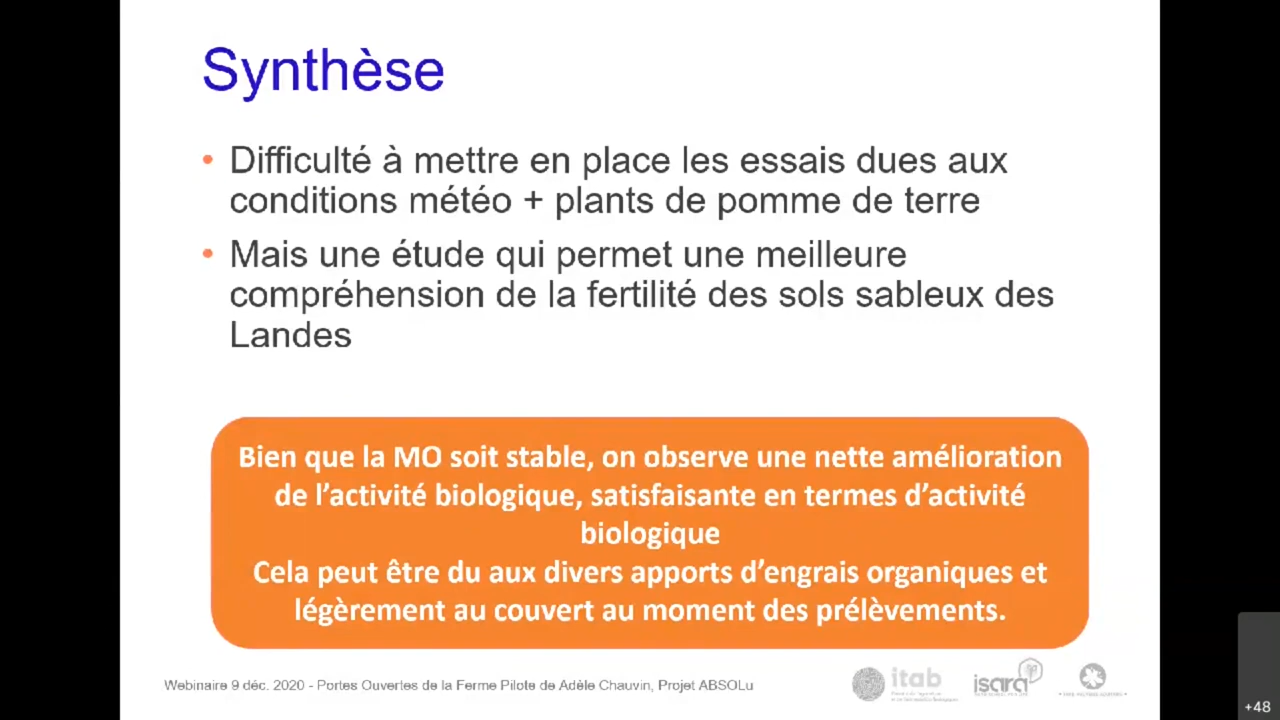 Synthèse
• Difficulté à mettre en place les essais dues aux
conditions météo + plants de pomme de terre
• Mais une étude qui permet une meilleure
compréhension de la fertilité des sols sableux des
Landes
Bien que la MO soit stable, on observe une nette amélioration
de l’activité biologique, satisfaisante en termes d’activité
biologique
Cela peut être du aux divers apports d’engrais organiques et
légèrement au couvert au moment des prélèvements.
Webinaire 9 déc. 2020 - Portes Ouvertes de la Ferme Pilote de Adèle Chauvin, Projet ABSOLu
itab
isara
+48